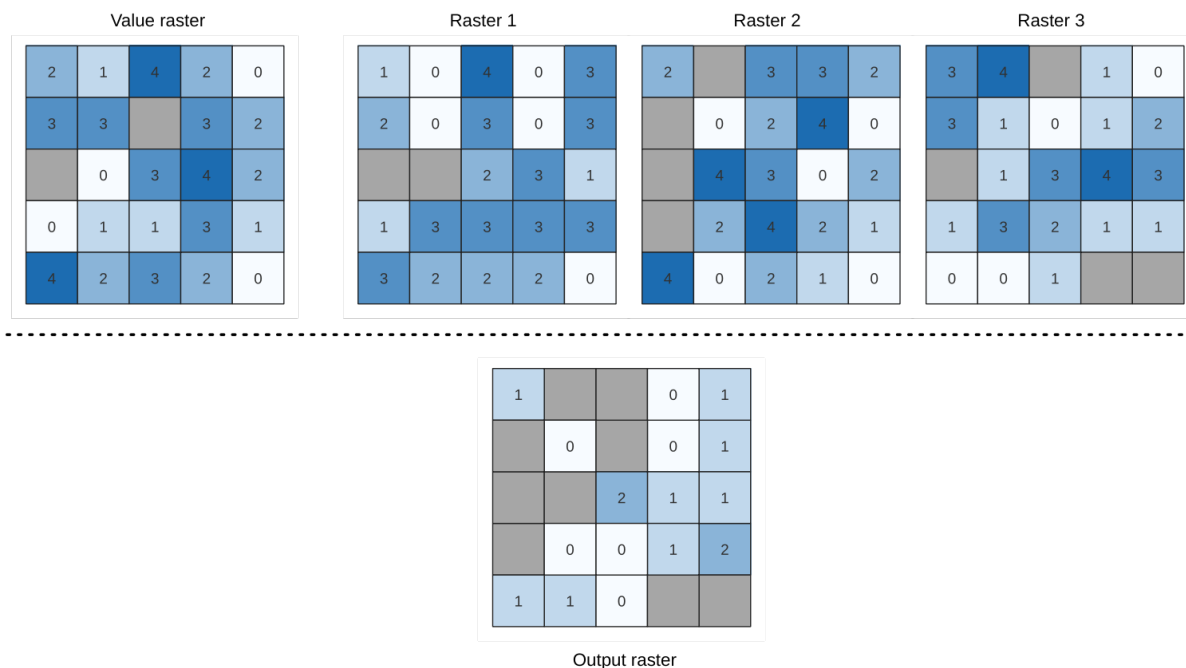 Value raster Raster 1 Raster 2 Raster 3
2 1 4 2 0 1 0 4 0 3 2 3 3 2 3 4 1 0
3 3 3 2 2 0 3 0 3 0 2 4 0 3 1 0 1 2
0 3 4 2 2 3 1 4 3 0 2 1 3 4 3
0 1 1 3 1 1 3 3 3 3 2 4 2 1 1 3 2 1 1
4 2 3 2 0 3 2 2 2 0 4 0 2 1 0 0 0 1
1 0 1
0 0 1
2 1 1
0 0 1 2
1 1 0
Output raster